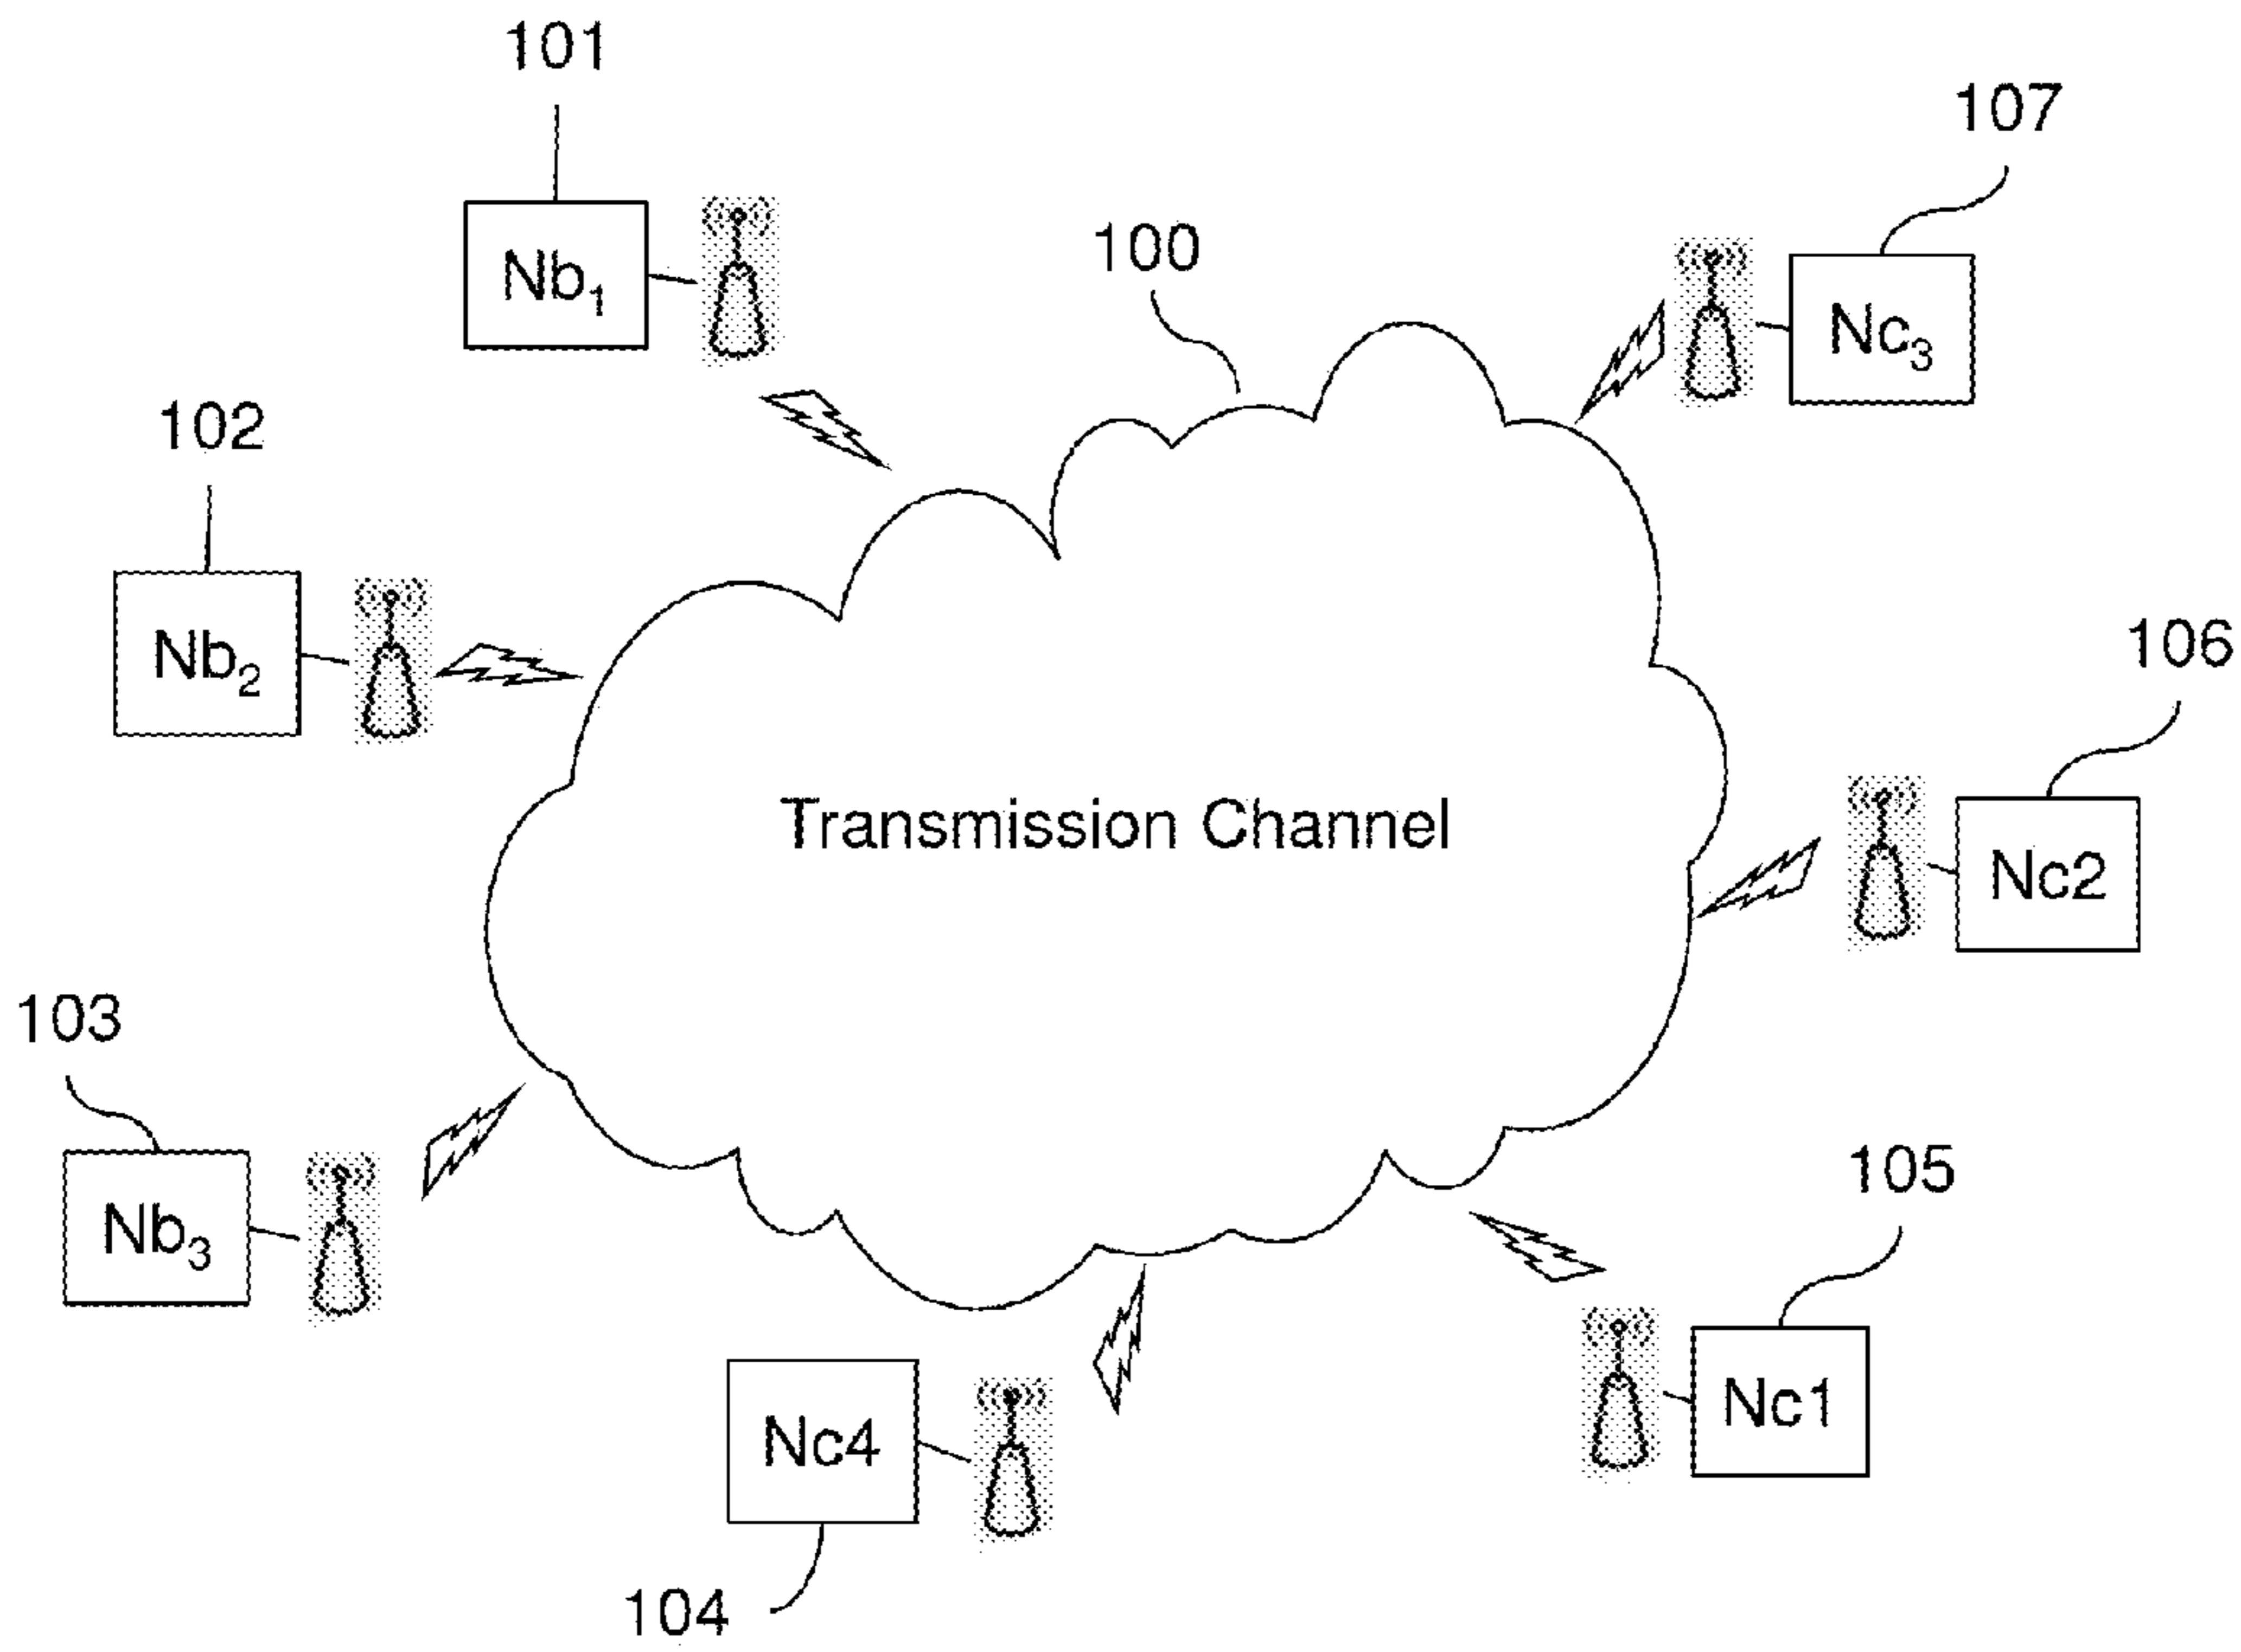 101
107
Nb₁
100
Nc₃
102
106
Nb₂
Transmission Channel
Nc2
103
105
Nb₃
Nc1
Nc4
104